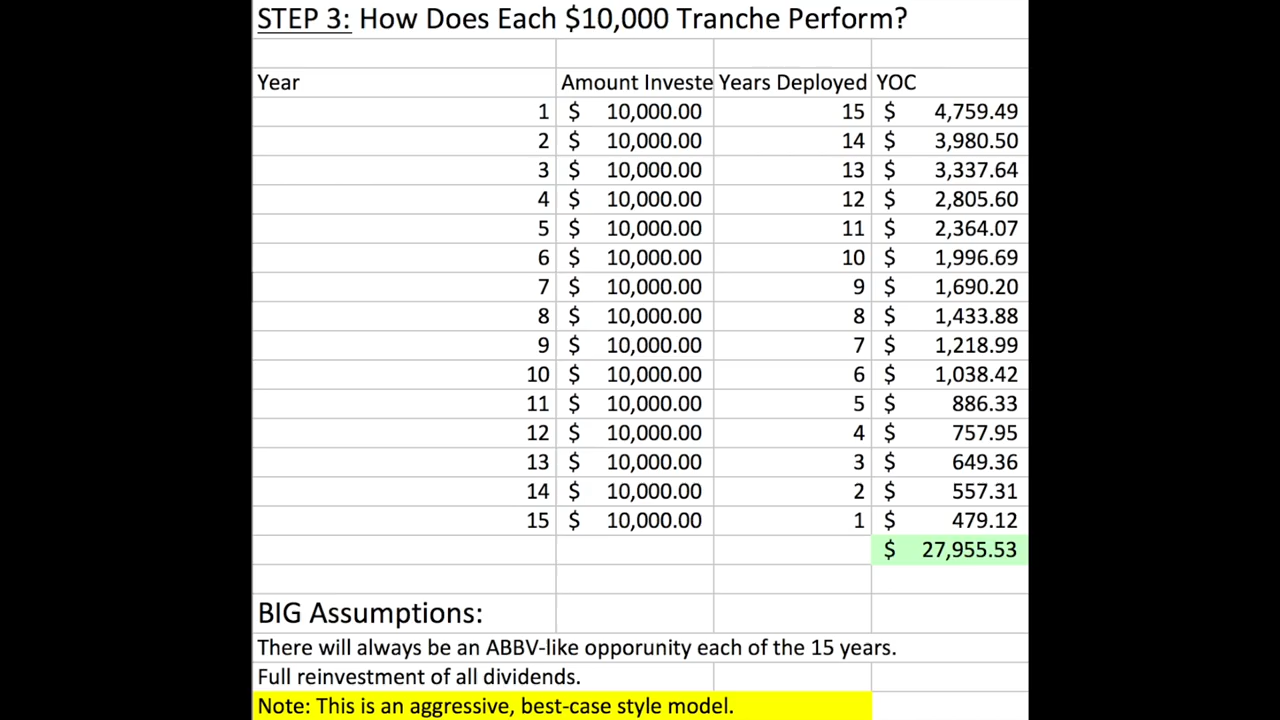 STEP 3: How Does Each $10,000 Tranche Perform?
Year Amount Investe Years Deployed YOC
1 $ 10,000.00 15 $ 4,759.49
2 $ 10,000.00 14 $ 3,980.50
3 $ 10,000.00 13 $ 3,337.64
4 $ 10,000.00 12 $ 2,805.60
5 $ 10,000.00 11 $ 2,364.07
6 $ 10,000.00 10 $ 1,996.69
7 $ 10,000.00 9 $ 1,690.20
8 $ 10,000.00 8 $ 1,433.88
9 $ 10,000.00 7 $ 1,218.99
10 $ 10,000.00 6 $ 1,038.42
11 $ 10,000.00 5 $ 886.33
12 $ 10,000.00 4 $ 757.95
13 $ 10,000.00 3 $ 649.36
14 $ 10,000.00 2 $ 557.31
15 $ 10,000.00 1 $ 479.12
$ 27,955.53
BIG Assumptions:
There will always be an ABBV-like opporunity each of the 15 years.
Full reinvestment of all dividends.
Note: This is an aggressive, best-case style model.